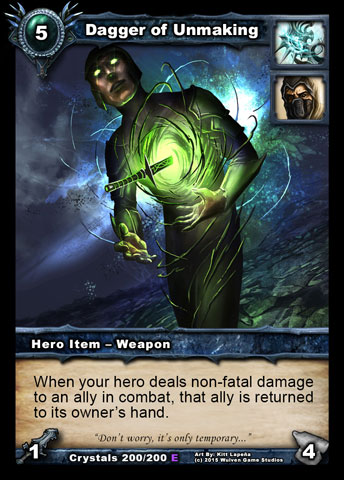 5
Dagger of Unmaking
Hero Item – Weapon
When your hero deals non-fatal damage
to an ally in combat, that ally is returned
to its owner's hand.
"Don't worry, it's only temporary..."
1
Crystals 200/200 E
Art By: Kitt Lapeña
(c) 2015 Wulven Game Studios
4